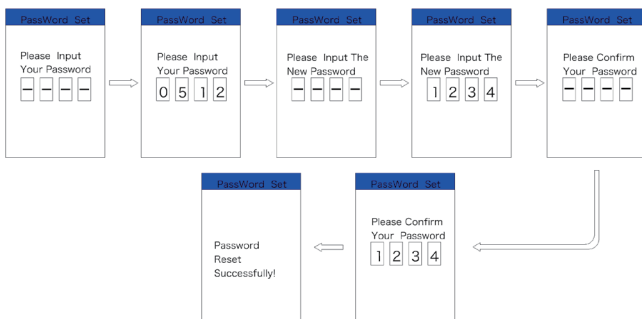 PassWord Set
Please Input
Your Password
– – – –
PassWord Set
Please Input
Your Password
0 5 1 2
PassWord Set
Please Input The
New Password
– – – –
PassWord Set
Please Input The
New Password
1 2 3 4
PassWord Set
Please Confirm
Your Password
– – – –
PassWord Set
Please Confirm
Your Password
1 2 3 4
PassWord Set
Password
Reset
Successfully!